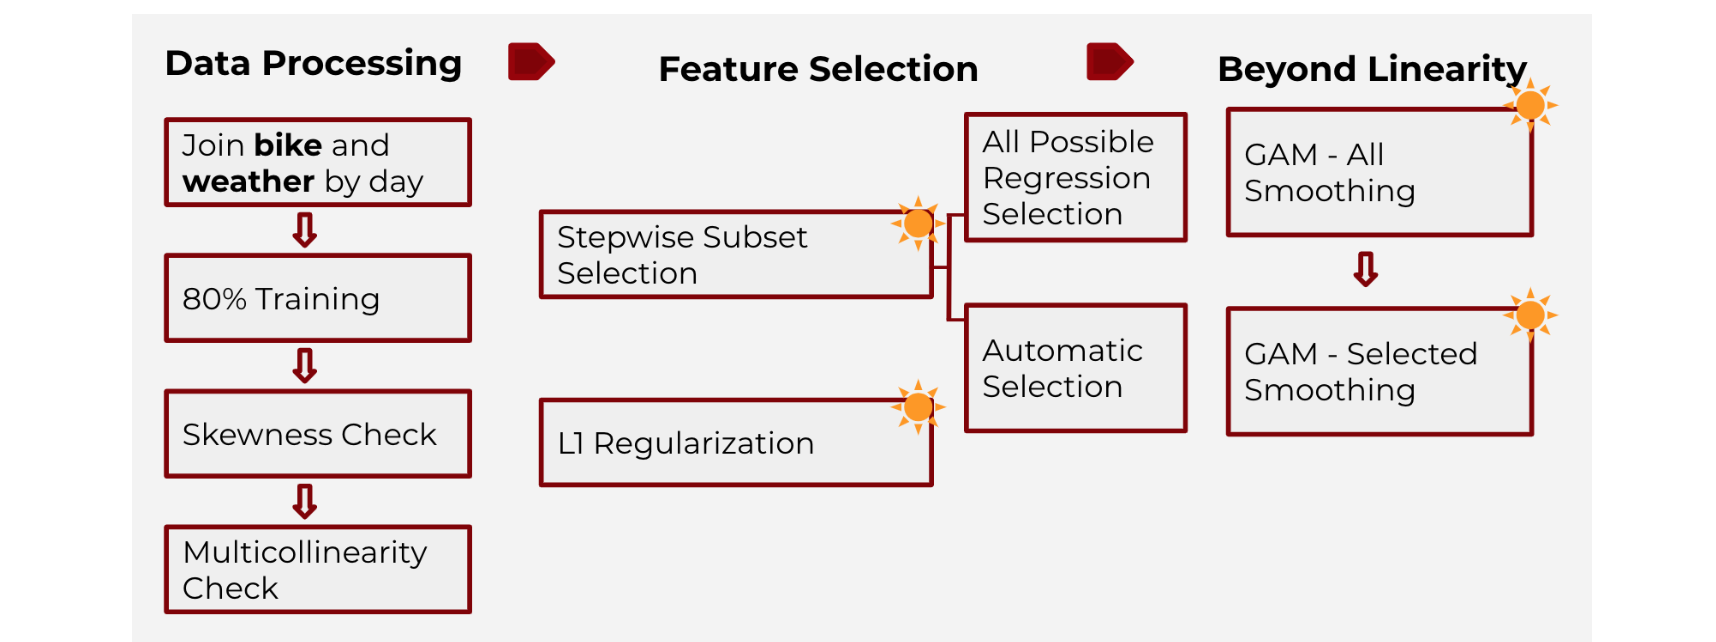 Data Processing
Join bike and
weather by day
80% Training
Skewness Check
Multicollinearity
Check
Feature Selection
Stepwise Subset
Selection
All Possible
Regression
Selection
Automatic
Selection
L1 Regularization
Beyond Linearity
GAM - All
Smoothing
GAM - Selected
Smoothing